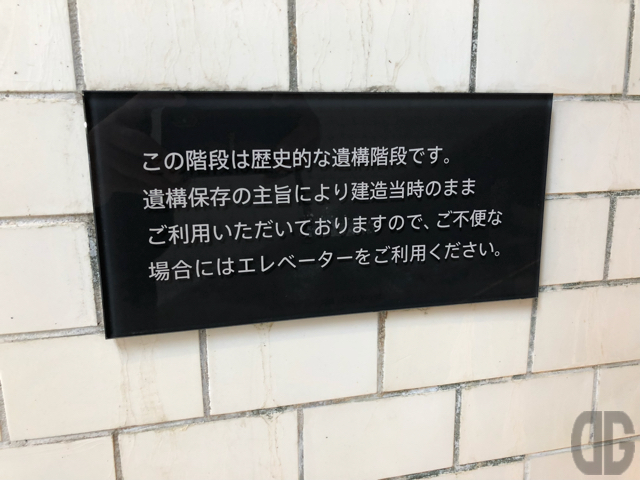 この階段は歴史的な遺構階段です。
遺構保存の主旨により建造当時のまま
ご利用いただいておりますので、ご不便な
場合にはエレベーターをご利用ください。
DG